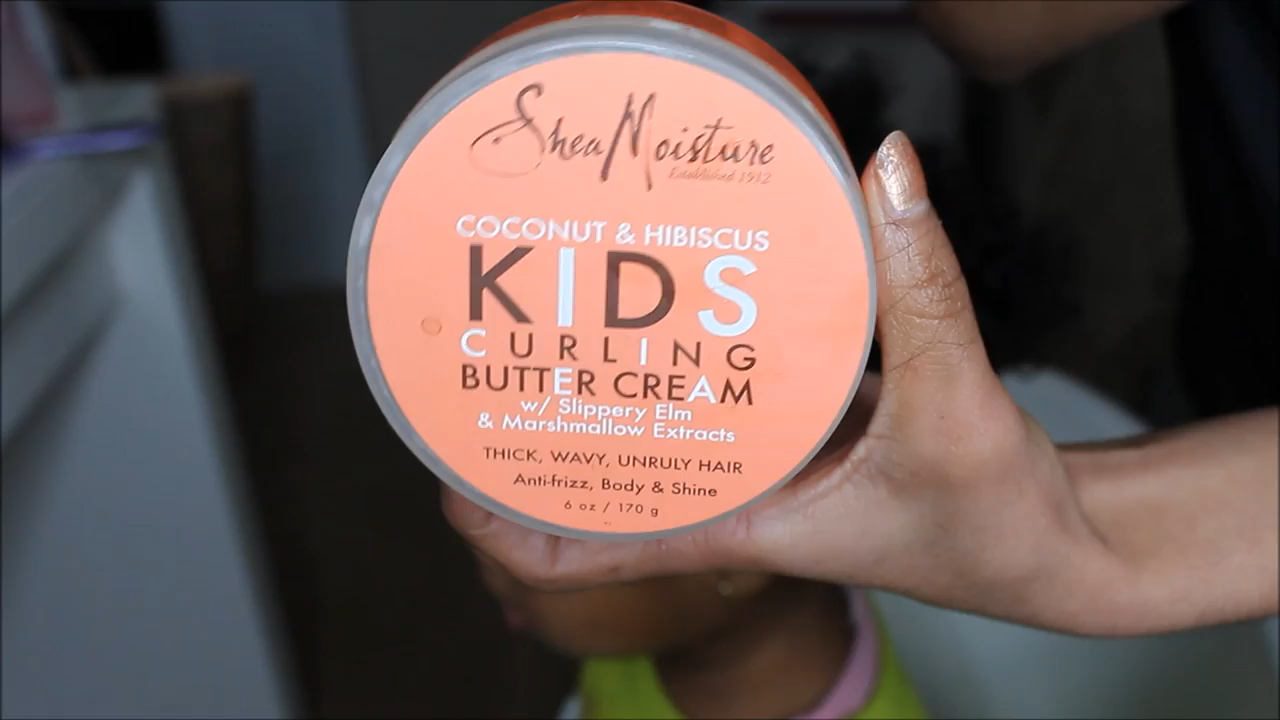 SheaMoisture
Established 1912
COCONUT & HIBISCUS
KIDS
CURLING
BUTTER CREAM
w/ Slippery Elm
& Marshmallow Extracts
THICK, WAVY, UNRULY HAIR
Anti-frizz, Body & Shine
6 oz / 170 g